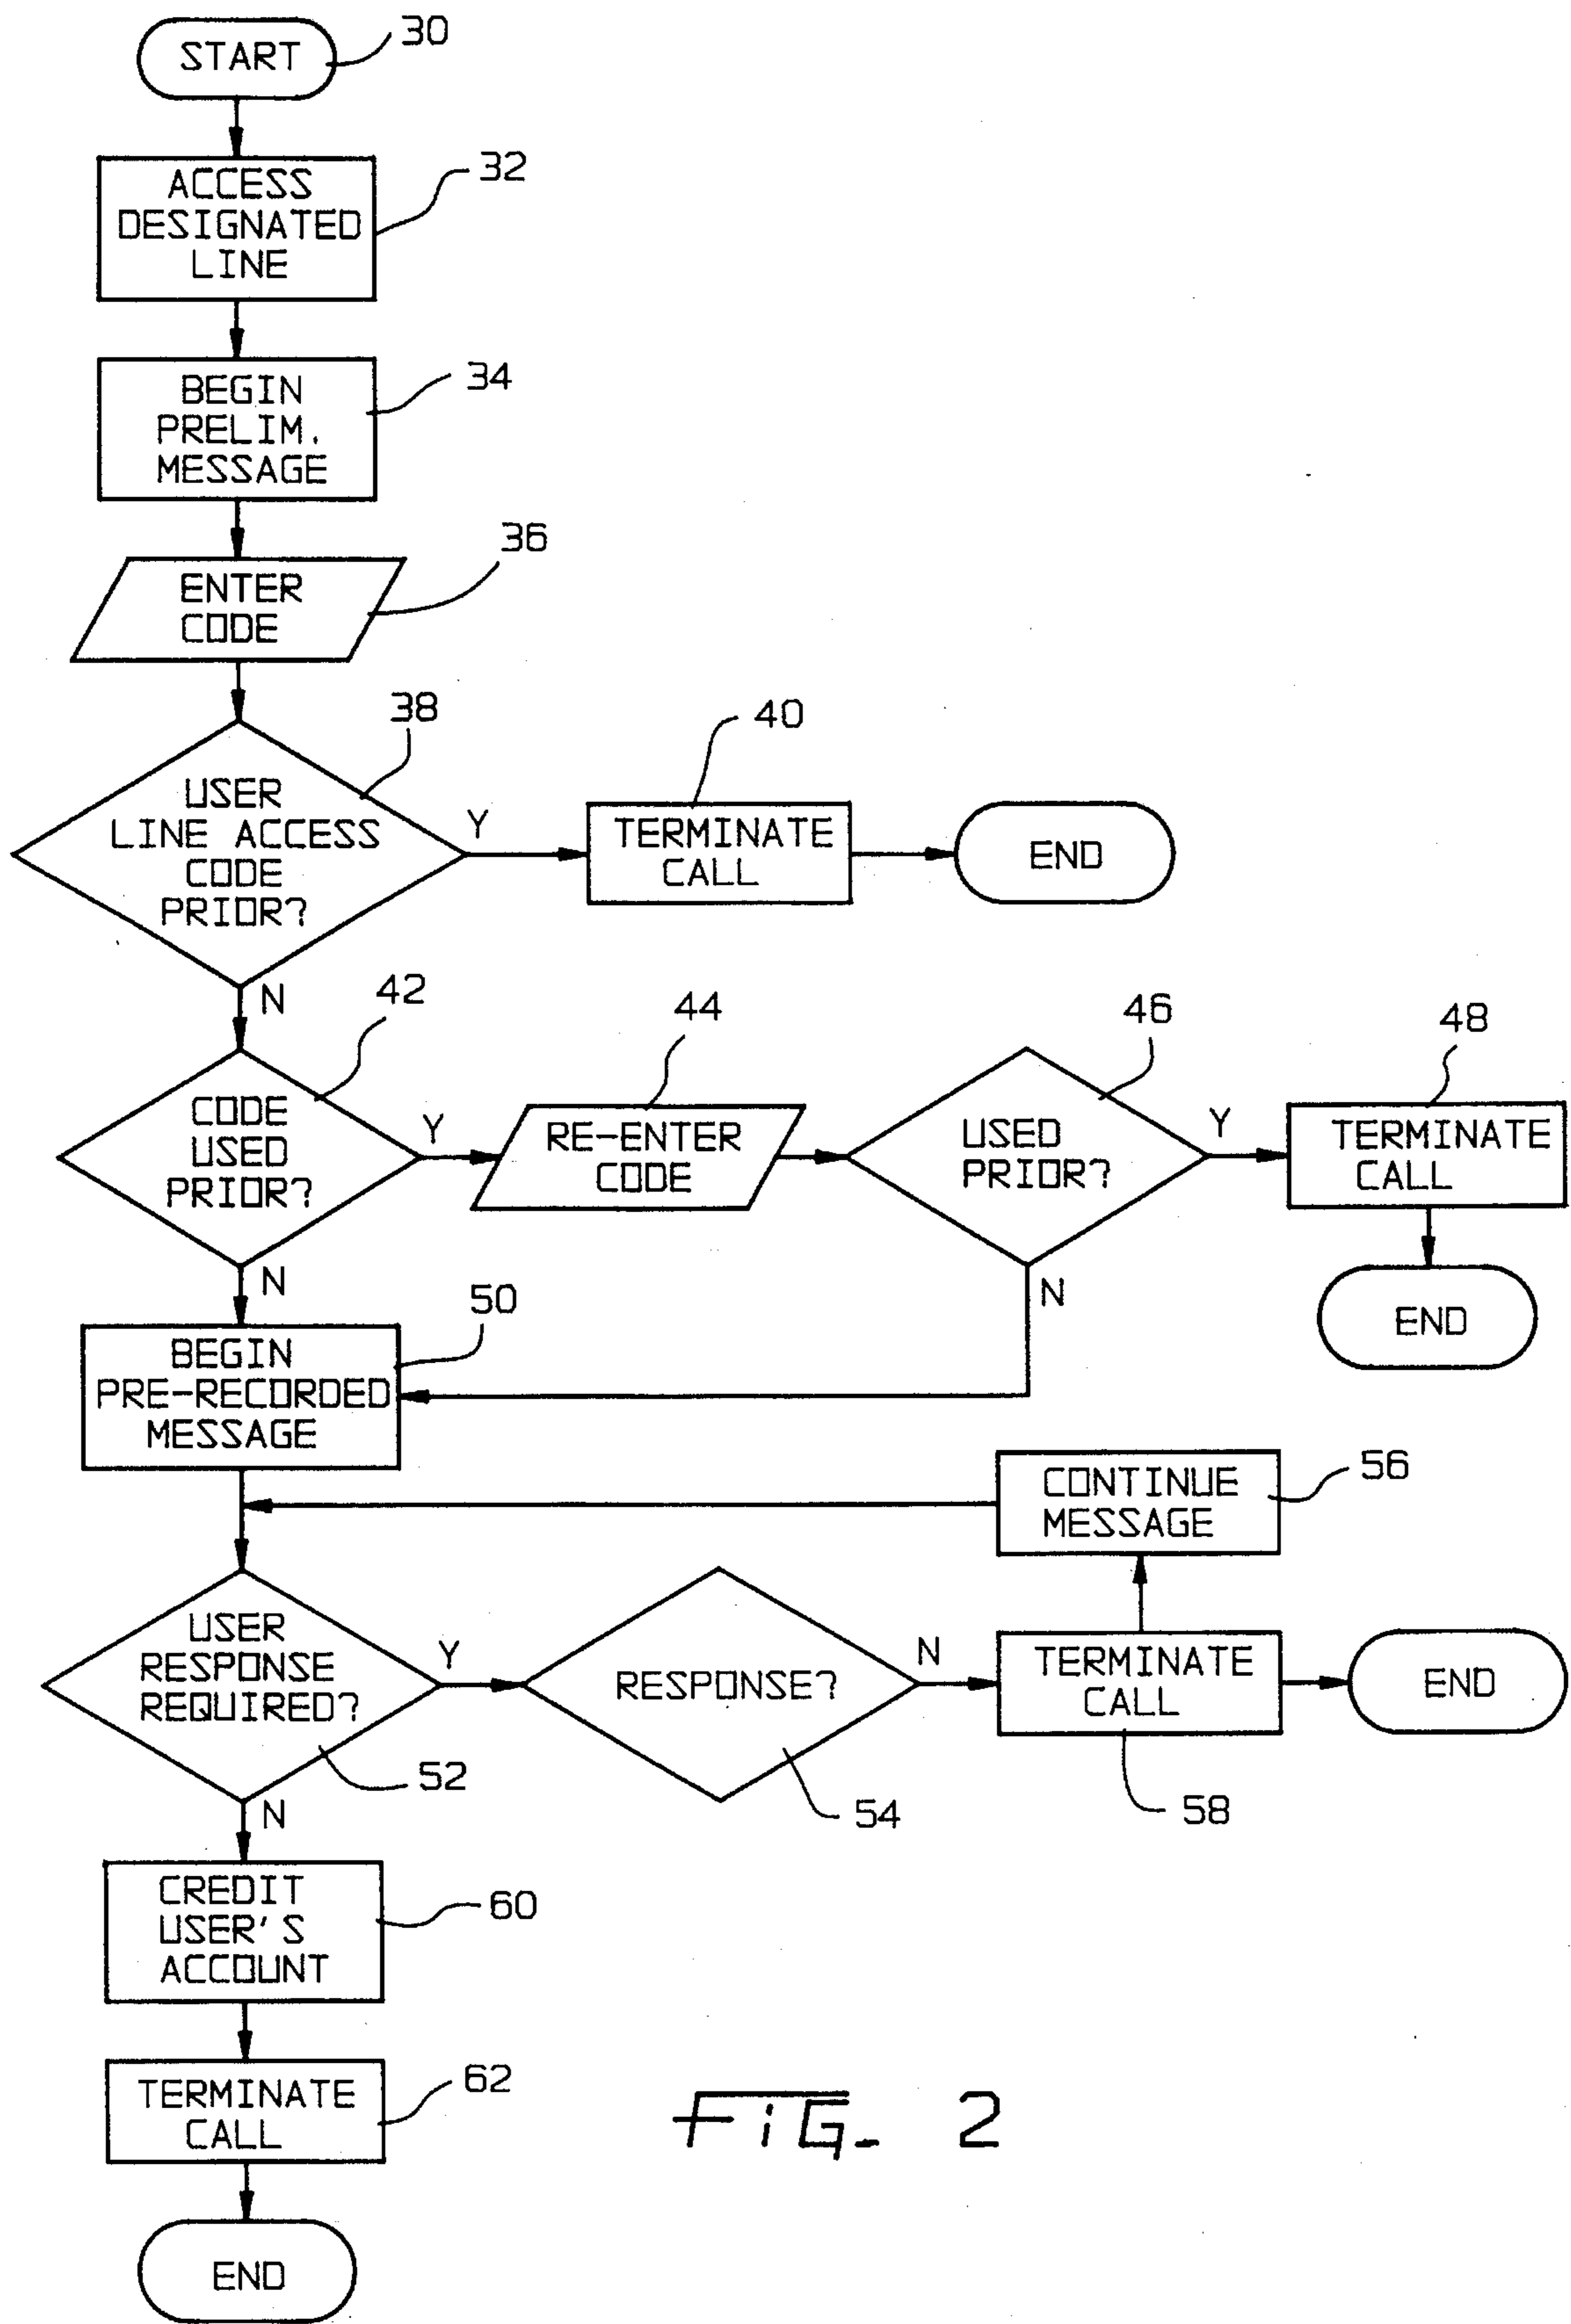 START
30
ACCESS
DESIGNATED
LINE
32
BEGIN
PRELIM.
MESSAGE
34
ENTER
CODE
36
USER
LINE ACCESS
CODE
PRIOR?
38
Y
TERMINATE
CALL
40
END
N
CODE
USED
PRIOR?
42
Y
RE-ENTER
CODE
44
USED
PRIOR?
46
Y
TERMINATE
CALL
48
END
N
N
BEGIN
PRE-RECORDED
MESSAGE
50
CONTINUE
MESSAGE
56
USER
RESPONSE
REQUIRED?
52
Y
RESPONSE?
54
N
TERMINATE
CALL
58
END
N
CREDIT
USER'S
ACCOUNT
60
TERMINATE
CALL
62
END
FIG- 2